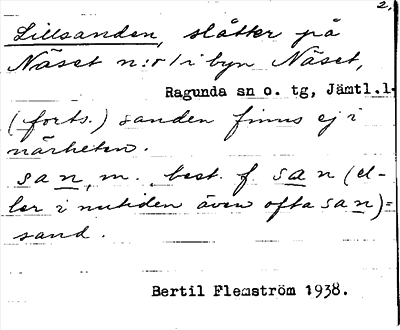 2.
Lillsanden, slåtter på
Näset n:o 1 i byn Näset,
Ragunda sn o. tg, Jämtl.l.
(forts.) sanden finns ej i
närheten.
san, m. best. f san (el-
ler i nutiden även ofta san)=
sand.
Bertil Flemström 1938.